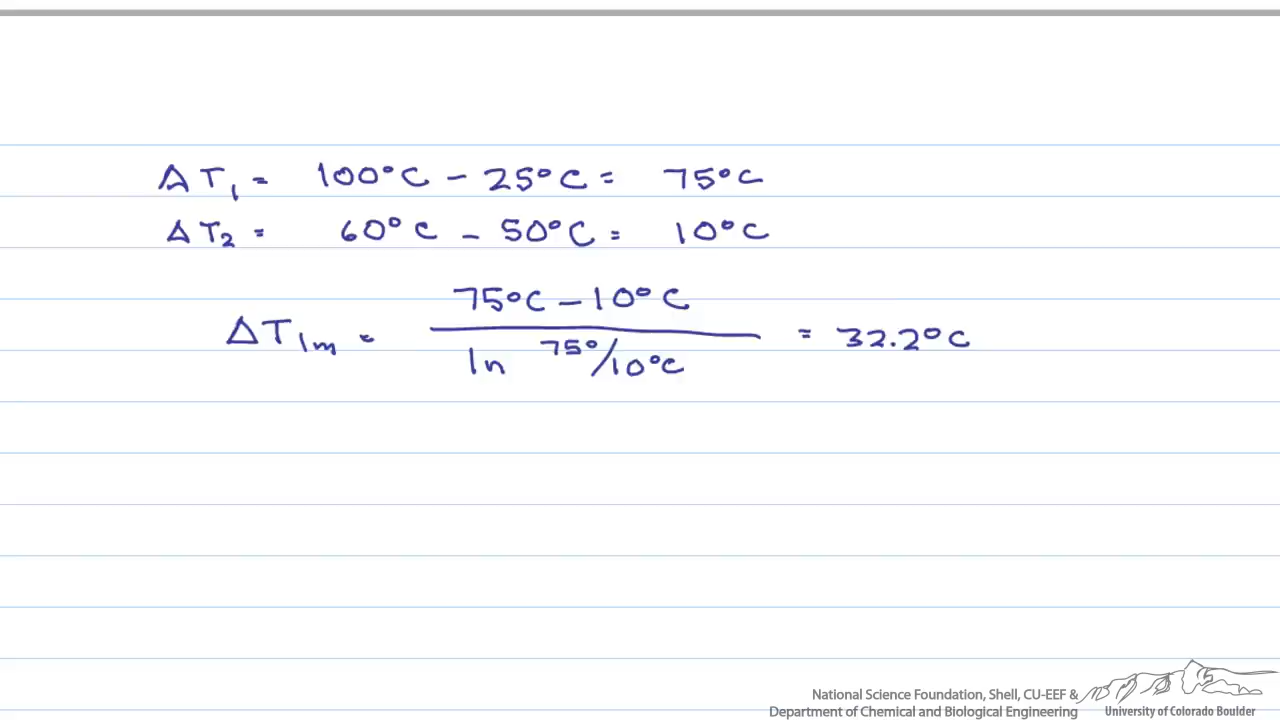 ΔT₁ = 100°C - 25°C = 75°C
ΔT₂ = 60°C - 50°C = 10°C
75°C - 10°C
ΔTlm = = 32.2°C
ln 75°/10°C
National Science Foundation, Shell, CU-EEF &
Department of Chemical and Biological Engineering
University of Colorado Boulder